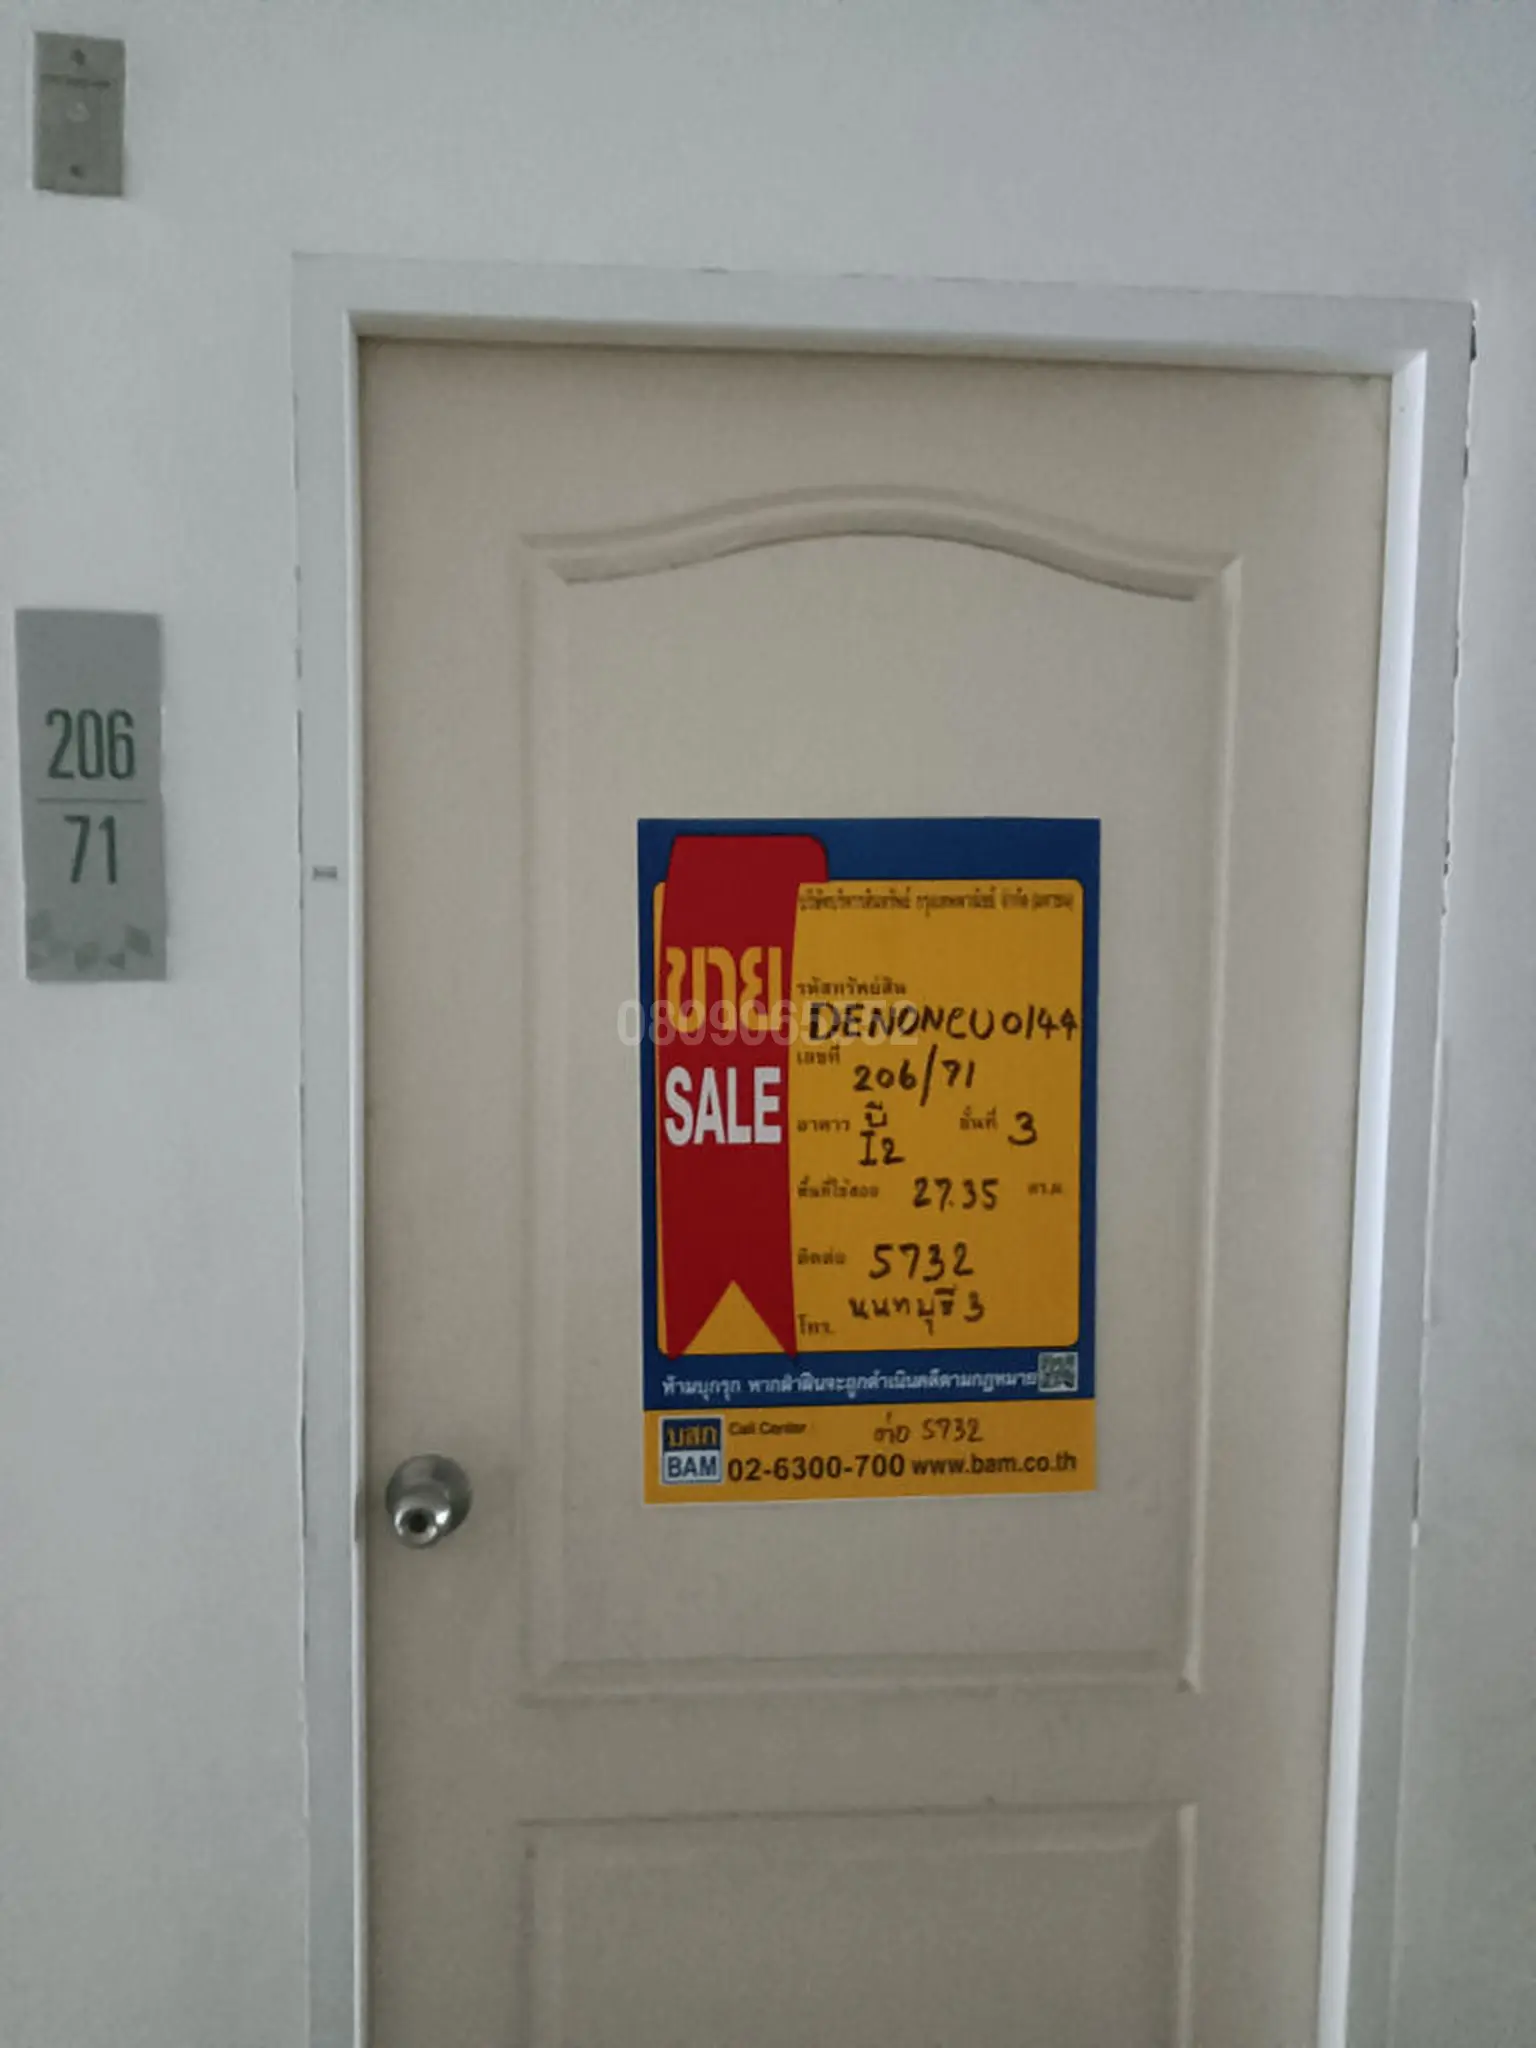 206
71
บริษัทบริหารสินทรัพย์ กรุงเทพพาณิชย์ จำกัด (มหาชน)
ขาย
SALE
รหัสทรัพย์สิน
DENONCU0144
เลขที่ 206/71
อาคาร บี ชั้นที่ 3
I2
พื้นที่ใช้สอย 27.35 ตร.ม.
ติดต่อ 5732
โทร. นนทบุรี 3
ห้ามบุกรุก หากฝ่าฝืนจะถูกดำเนินคดีตามกฎหมาย
บสก Call Center ต่อ 5732
BAM 02-6300-700 www.bam.co.th